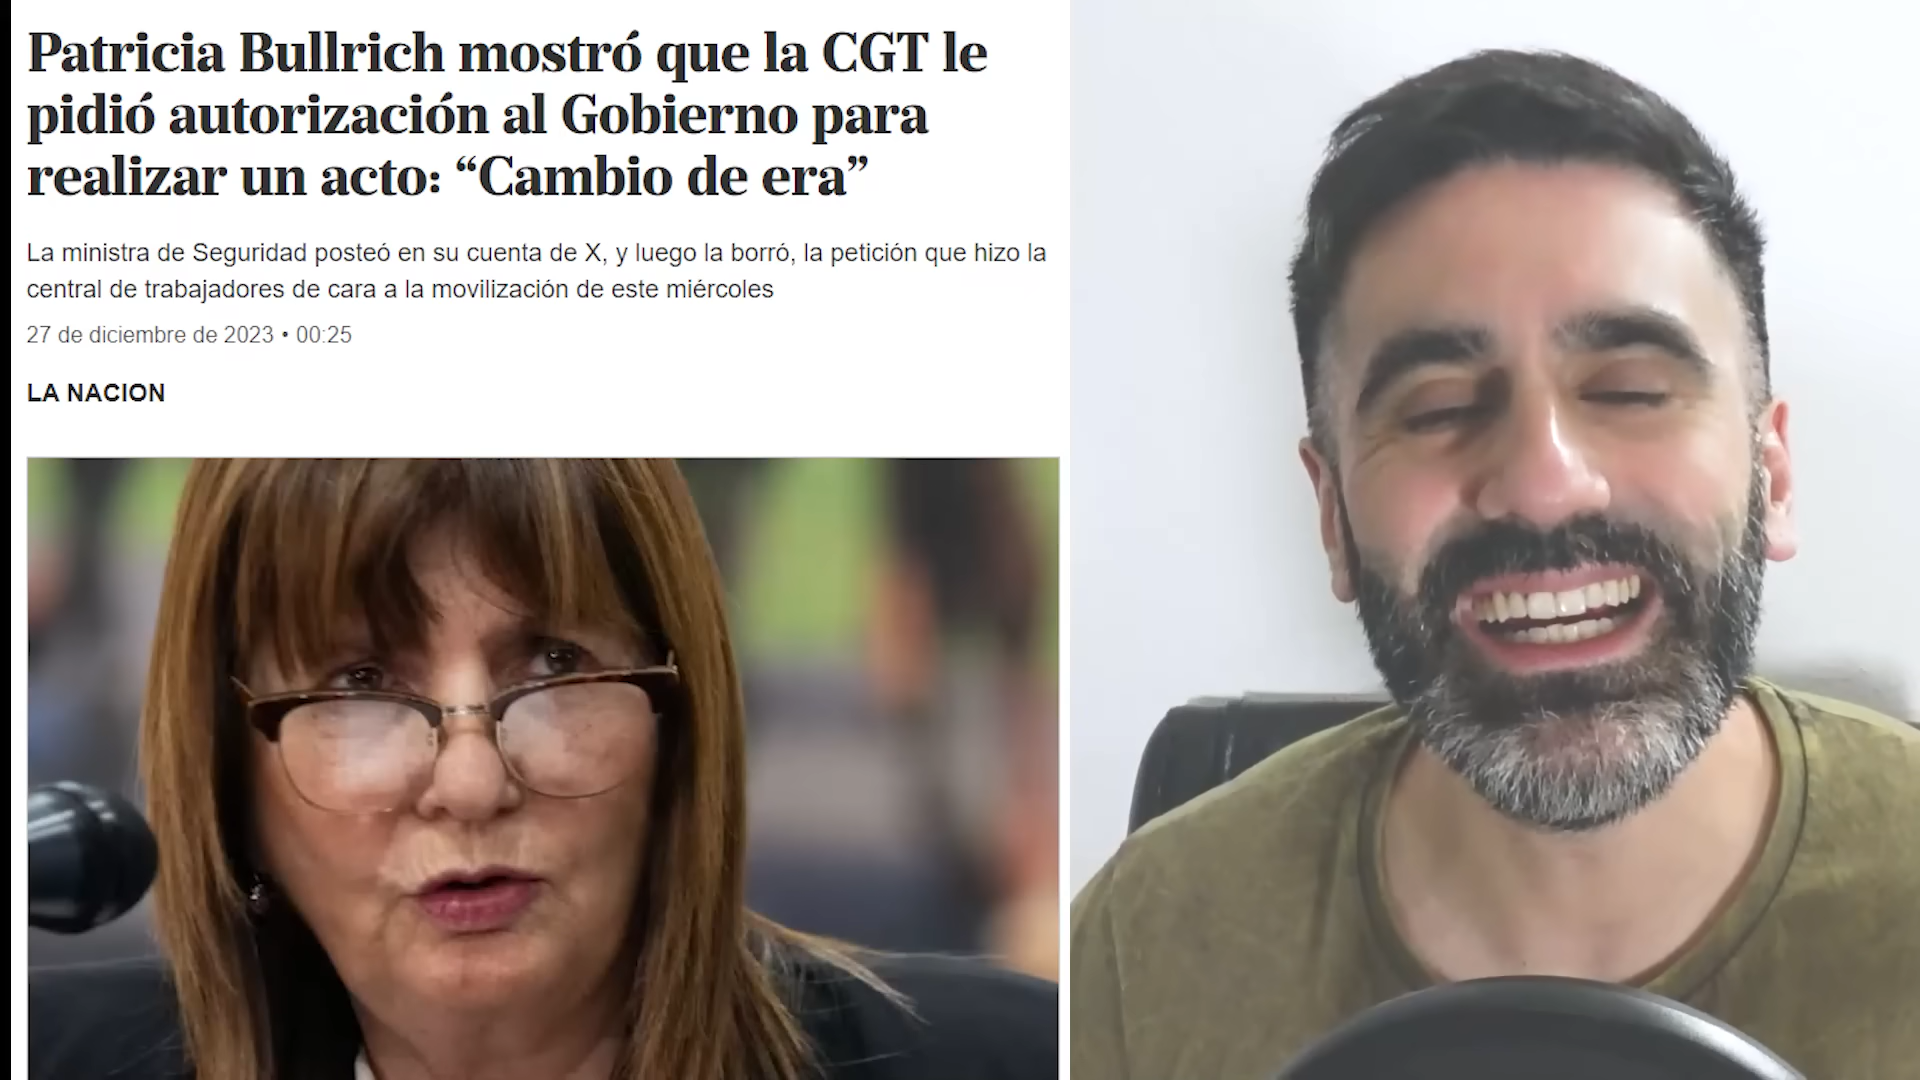 Patricia Bullrich mostró que la CGT le
pidió autorización al Gobierno para
realizar un acto: “Cambio de era”
La ministra de Seguridad posteó en su cuenta de X, y luego la borró, la petición que hizo la
central de trabajadores de cara a la movilización de este miércoles
27 de diciembre de 2023 • 00:25
LA NACION